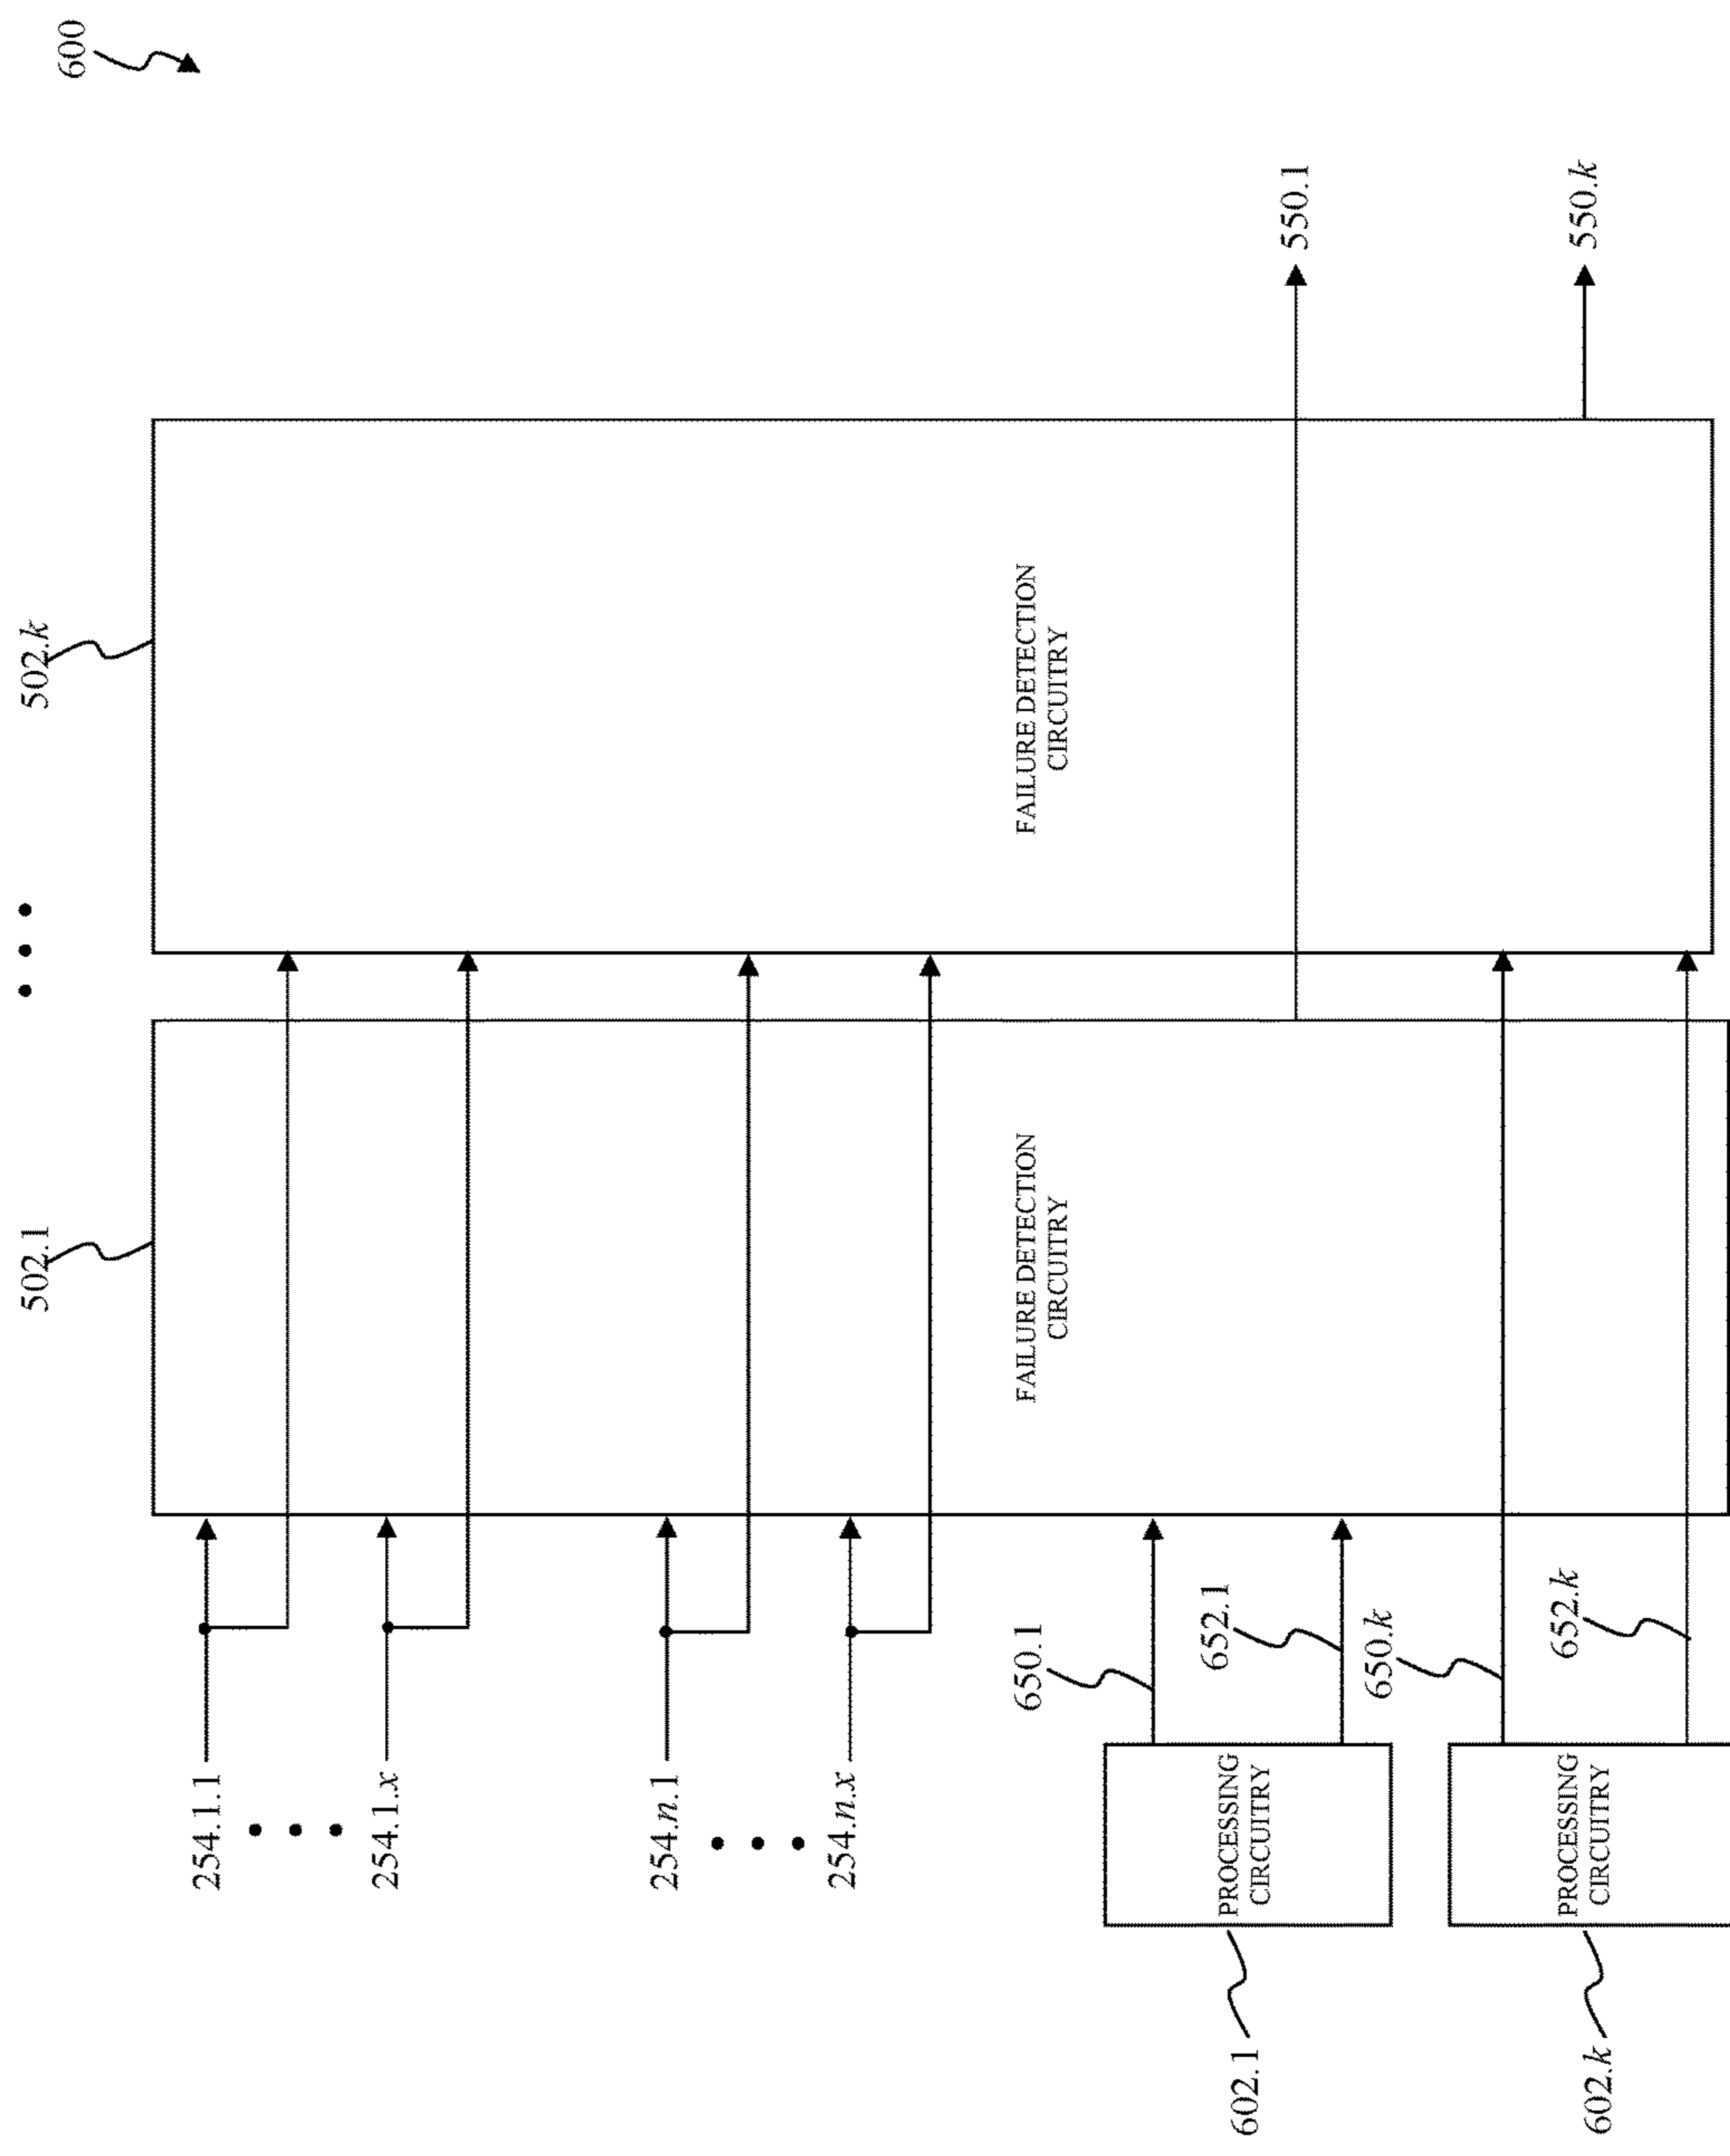 600
502.1
502.k
254.1.1
254.1.x
254.n.1
254.n.x
FAILURE DETECTION
CIRCUITRY
FAILURE DETECTION
CIRCUITRY
650.1
652.1
550.1
650.k
652.k
550.k
602.1
PROCESSING
CIRCUITRY
602.k
PROCESSING
CIRCUITRY